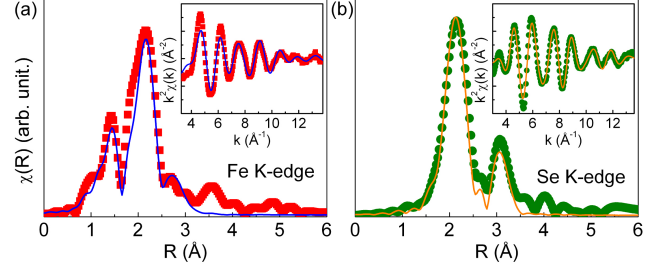 (a)
χ(R) (arb. unit.)
k²χ(k) (Å⁻²)
4 6 8 10 12
k (Å⁻¹)
Fe K-edge
0 1 2 3 4 5 6
R (Å)
(b)
k²χ(k) (Å⁻²)
4 6 8 10 12
k (Å⁻¹)
Se K-edge
0 1 2 3 4 5 6
R (Å)